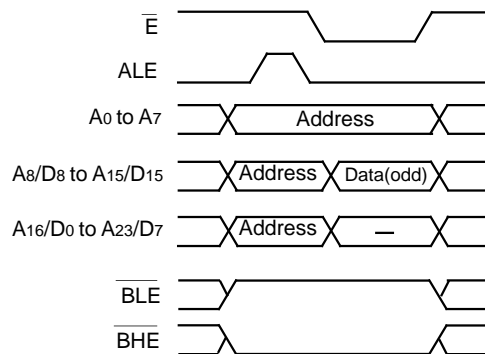 E
ALE
A0 to A7 Address
A8/D8 to A15/D15 Address Data(odd)
A16/D0 to A23/D7 Address –
BLE
BHE